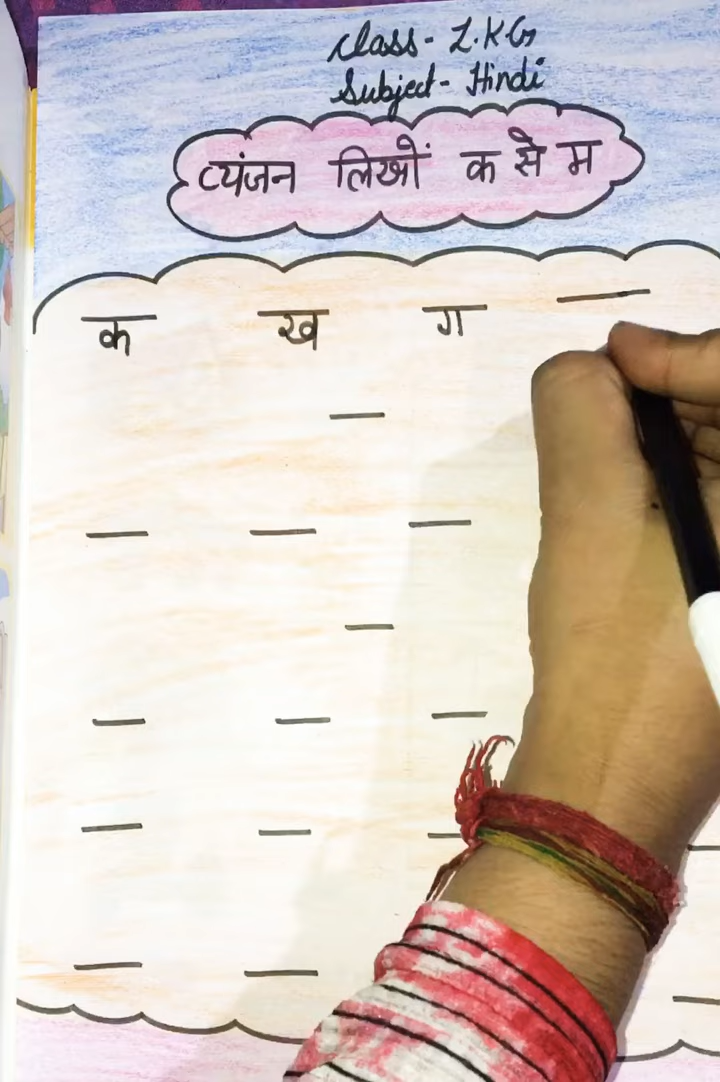 Class- L.K.G
Subject- Hindi
व्यंजन लिखों क से म
क ख ग